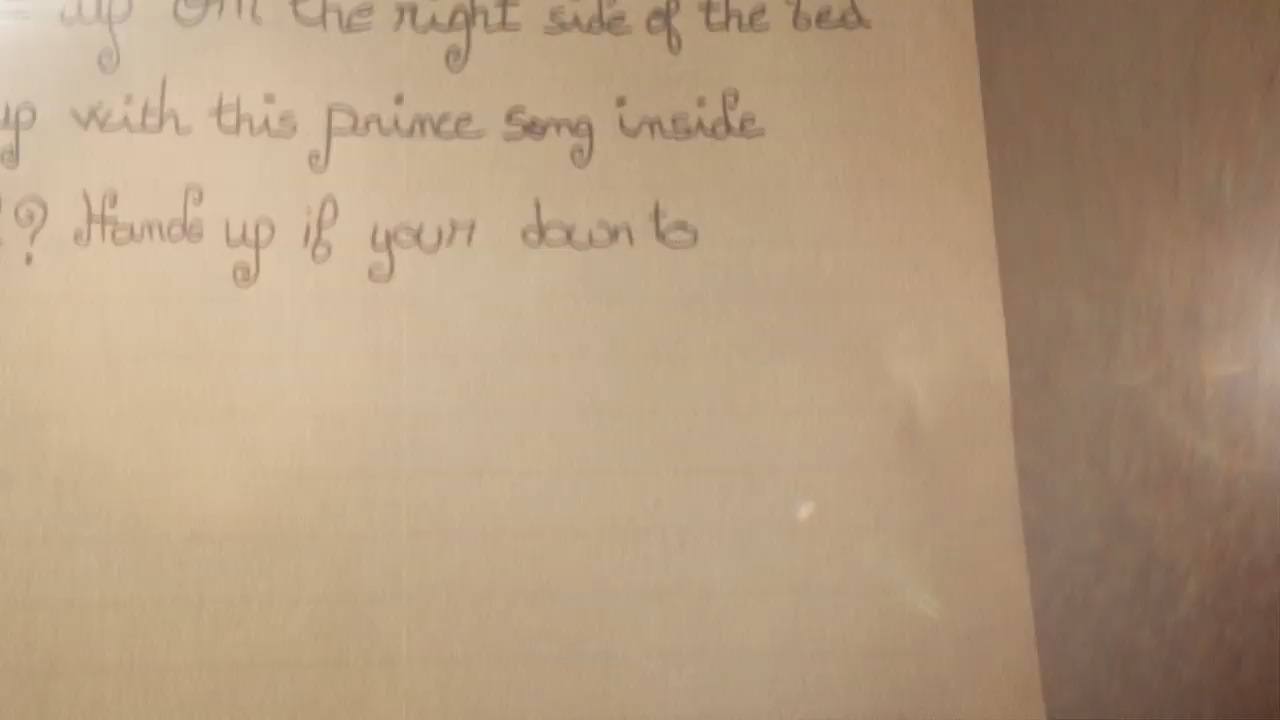 up on the right side of the bed
up with this prince song inside
? Hands up if your down to